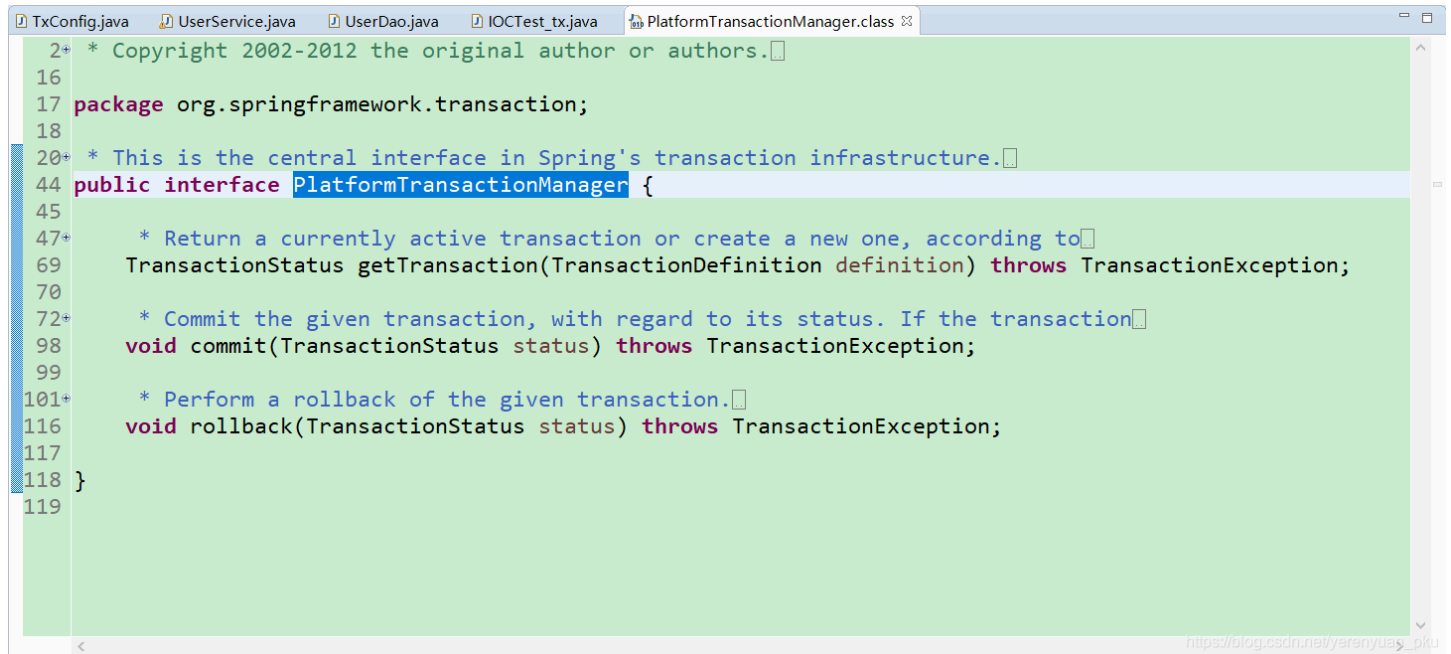 TxConfig.java UserService.java UserDao.java IOCTest_tx.java PlatformTransactionManager.class
2 * Copyright 2002-2012 the original author or authors.
16
17 package org.springframework.transaction;
18
20 * This is the central interface in Spring's transaction infrastructure.
44 public interface PlatformTransactionManager {
45
47 * Return a currently active transaction or create a new one, according to
69 TransactionStatus getTransaction(TransactionDefinition definition) throws TransactionException;
70
72 * Commit the given transaction, with regard to its status. If the transaction
98 void commit(TransactionStatus status) throws TransactionException;
99
101 * Perform a rollback of the given transaction.
116 void rollback(TransactionStatus status) throws TransactionException;
117
118 }
119
https://blog.csdn.net/yerenyuan_pku